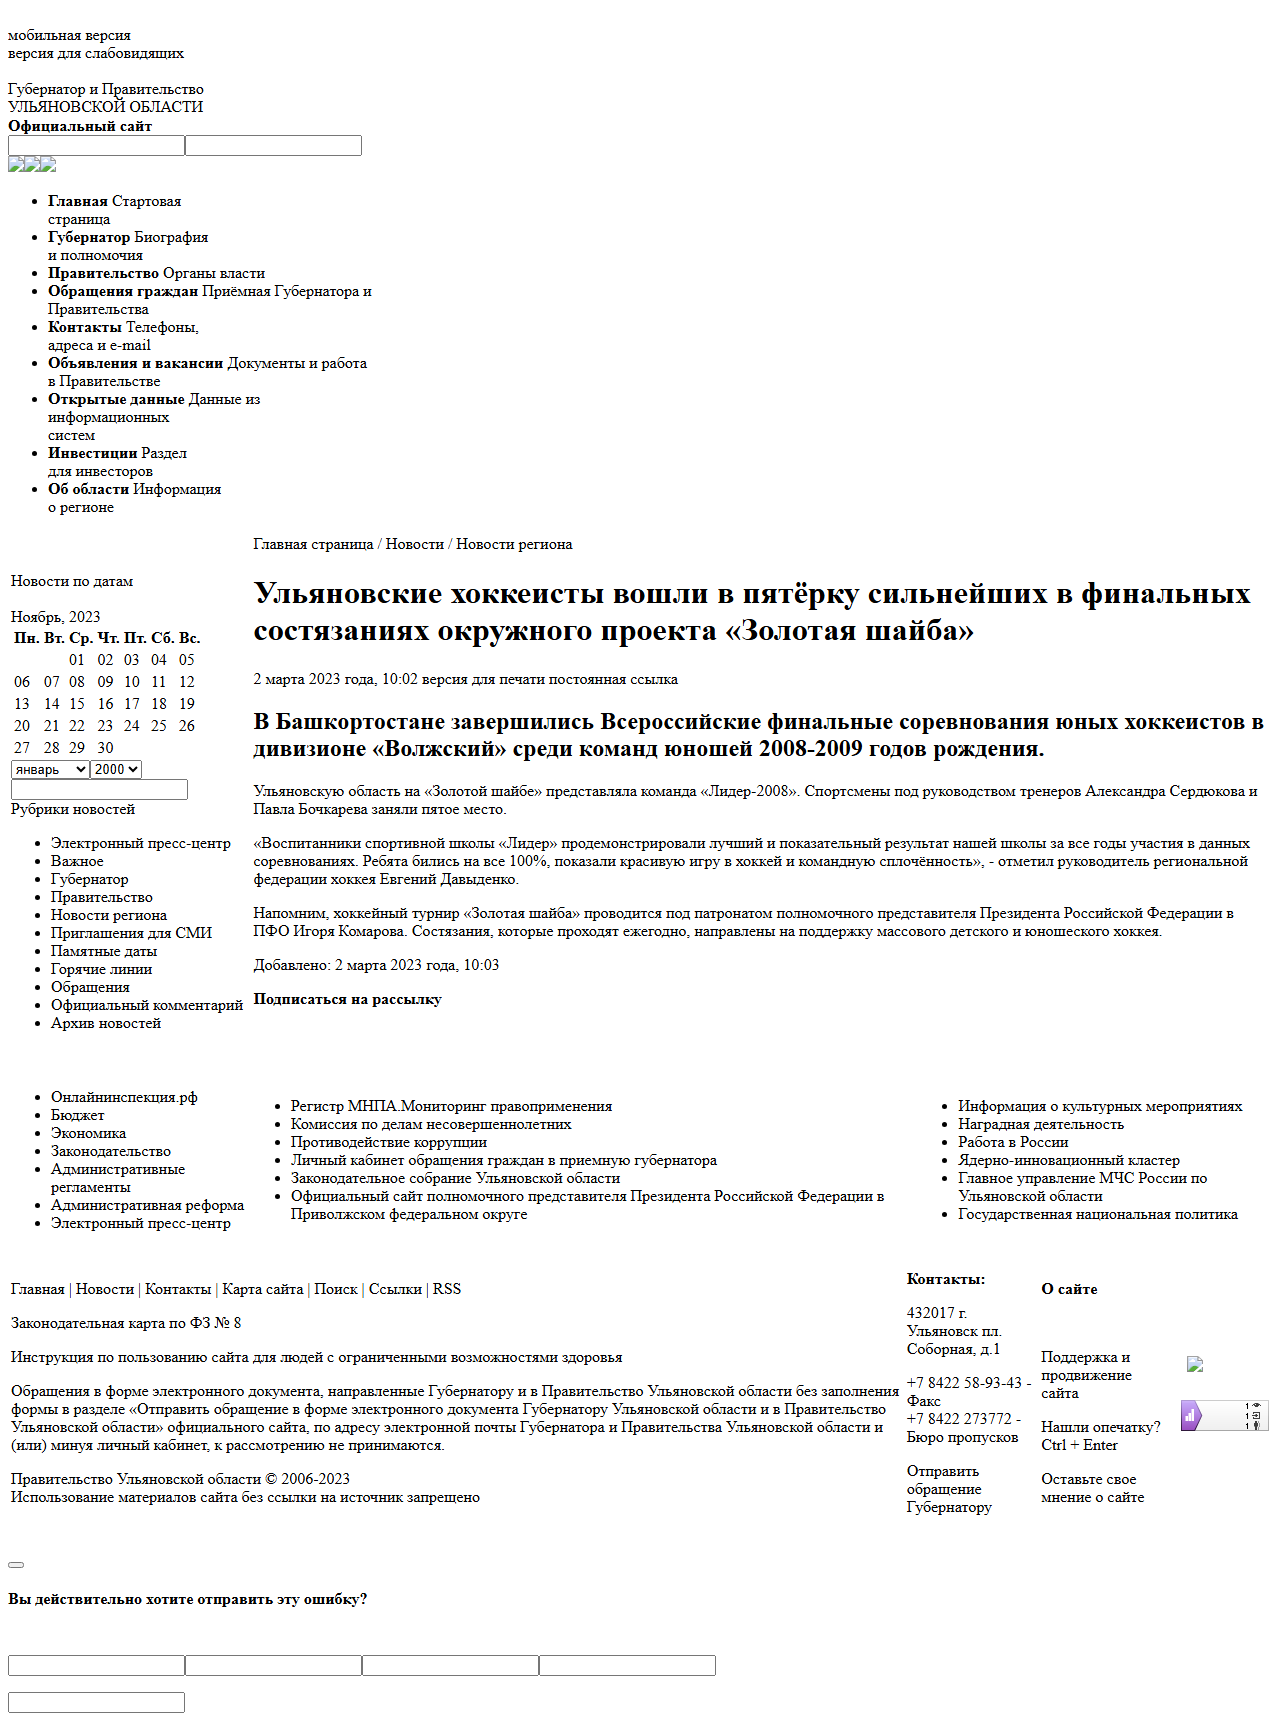 мобильная версия
версия для слабовидящих
Губернатор и Правительство
УЛЬЯНОВСКОЙ ОБЛАСТИ
Официальный сайт
Главная Стартовая
страница
Губернатор Биография
и полномочия
Правительство Органы власти
Обращения граждан Приёмная Губернатора и
Правительства
Контакты Телефоны,
адреса и e-mail
Объявления и вакансии Документы и работа
в Правительстве
Открытые данные Данные из
информационных
систем
Инвестиции Раздел
для инвесторов
Об области Информация
о регионе
Новости по датам
Ноябрь, 2023
Пн. Вт. Ср. Чт. Пт. Сб. Вс.
01 02 03 04 05
06 07 08 09 10 11 12
13 14 15 16 17 18 19
20 21 22 23 24 25 26
27 28 29 30
январь 2000
Рубрики новостей
Электронный пресс-центр
Важное
Губернатор
Правительство
Новости региона
Приглашения для СМИ
Памятные даты
Горячие линии
Обращения
Официальный комментарий
Архив новостей
Главная страница / Новости / Новости региона
Ульяновские хоккеисты вошли в пятёрку сильнейших в финальных
состязаниях окружного проекта «Золотая шайба»
2 марта 2023 года, 10:02 версия для печати постоянная ссылка
В Башкортостане завершились Всероссийские финальные соревнования юных хоккеистов в
дивизионе «Волжский» среди команд юношей 2008-2009 годов рождения.
Ульяновскую область на «Золотой шайбе» представляла команда «Лидер-2008». Спортсмены под руководством тренеров Александра Сердюкова и
Павла Бочкарева заняли пятое место.
«Воспитанники спортивной школы «Лидер» продемонстрировали лучший и показательный результат нашей школы за все годы участия в данных
соревнованиях. Ребята бились на все 100%, показали красивую игру в хоккей и командную сплочённость», - отметил руководитель региональной
федерации хоккея Евгений Давыденко.
Напомним, хоккейный турнир «Золотая шайба» проводится под патронатом полномочного представителя Президента Российской Федерации в
ПФО Игоря Комарова. Состязания, которые проходят ежегодно, направлены на поддержку массового детского и юношеского хоккея.
Добавлено: 2 марта 2023 года, 10:03
Подписаться на рассылку
Онлайнинспекция.рф
Бюджет
Экономика
Законодательство
Административные
регламенты
Административная реформа
Электронный пресс-центр
Регистр МНПА.Мониторинг правоприменения
Комиссия по делам несовершеннолетних
Противодействие коррупции
Личный кабинет обращения граждан в приемную губернатора
Законодательное собрание Ульяновской области
Официальный сайт полномочного представителя Президента Российской Федерации в
Приволжском федеральном округе
Информация о культурных мероприятиях
Наградная деятельность
Работа в России
Ядерно-инновационный кластер
Главное управление МЧС России по
Ульяновской области
Государственная национальная политика
Главная | Новости | Контакты | Карта сайта | Поиск | Ссылки | RSS
Законодательная карта по ФЗ № 8
Инструкция по пользованию сайта для людей с ограниченными возможностями здоровья
Обращения в форме электронного документа, направленные Губернатору и в Правительство Ульяновской области без заполнения
формы в разделе «Отправить обращение в форме электронного документа Губернатору Ульяновской области и в Правительство
Ульяновской области» официального сайта, по адресу электронной почты Губернатора и Правительства Ульяновской области и
(или) минуя личный кабинет, к рассмотрению не принимаются.
Правительство Ульяновской области © 2006-2023
Использование материалов сайта без ссылки на источник запрещено
Контакты:
432017 г.
Ульяновск пл.
Соборная, д.1
+7 8422 58-93-43 -
Факс
+7 8422 273772 -
Бюро пропусков
Отправить
обращение
Губернатору
О сайте
Поддержка и
продвижение
сайта
Нашли опечатку?
Ctrl + Enter
Оставьте свое
мнение о сайте
1
1
1
Вы действительно хотите отправить эту ошибку?